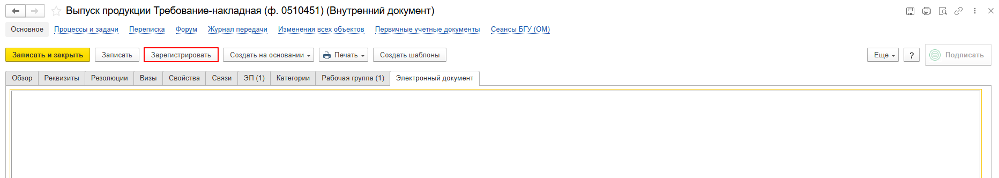 Выпуск продукции Требование-накладная (ф. 0510451) (Внутренний документ)
Основное Процессы и задачи Переписка Форум Журнал передачи Изменения всех объектов Первичные учетные документы Сеансы БГУ (ОМ)
Записать и закрыть Записать Зарегистрировать Создать на основании Печать Создать шаблоны Еще ? Подписать
Обзор Реквизиты Резолюции Визы Свойства Связи ЭП (1) Категории Рабочая группа (1) Электронный документ